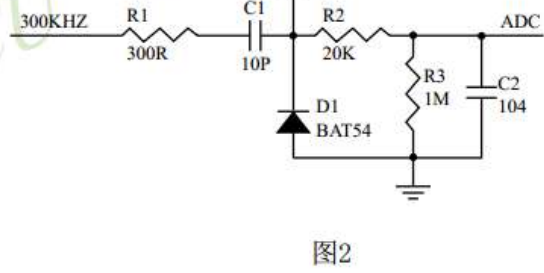 C1
300KHZ R1 R2 ADC
300R 10P 20K
R3 C2
1M 104
D1
BAT54
图2